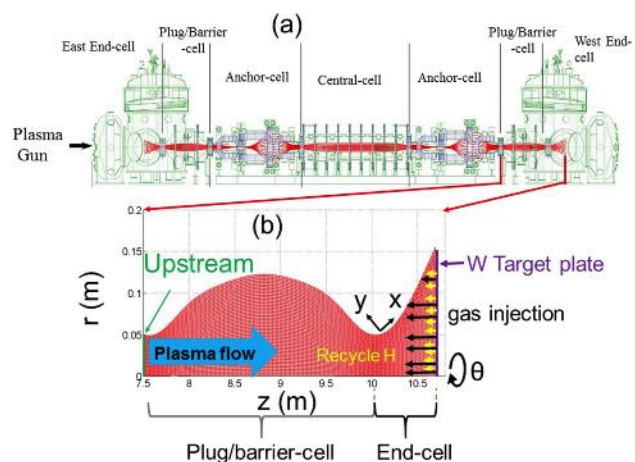 (a)
East End-cell
Plug/Barrier
-cell
Anchor-cell
Central-cell
Anchor-cell
Plug/Barrier
-cell
West End-
cell
Plasma
Gun
(b)
r (m)
0.2
0.15
0.1
0.05
0
Upstream
Plasma flow
y
x
Recycle H
W Target plate
gas injection
θ
7.5
8
8.5
9
9.5
10
10.5
z (m)
Plug/barrier-cell
End-cell